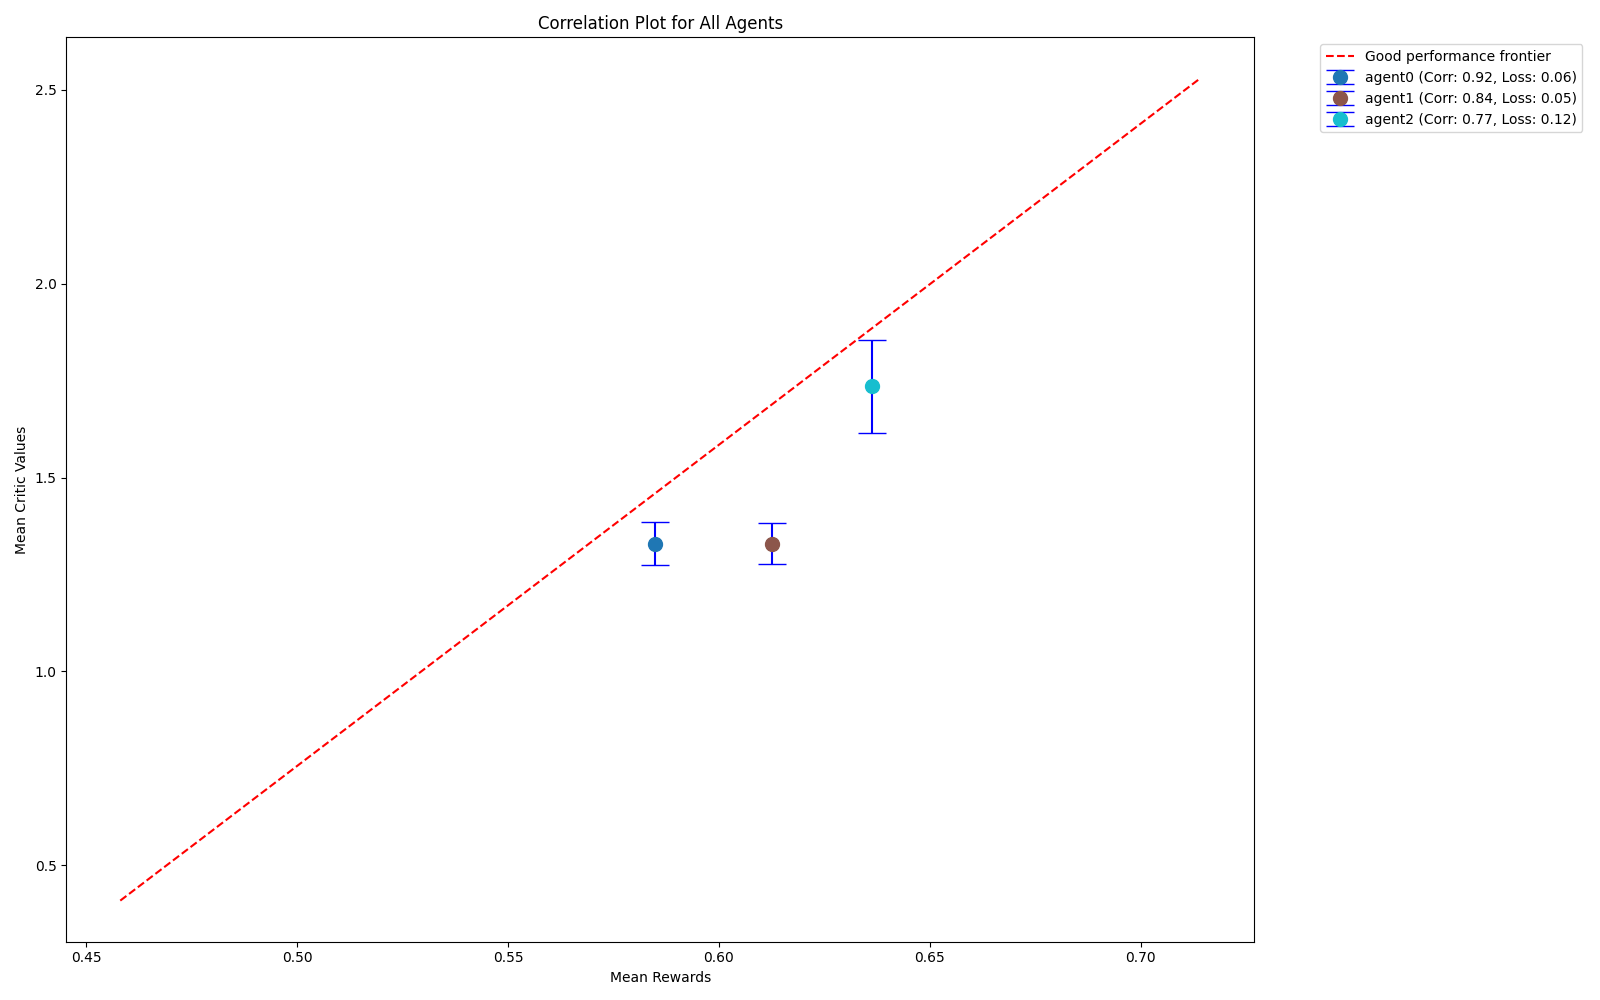 Correlation Plot for All Agents
Good performance frontier
agent0 (Corr: 0.92, Loss: 0.06)
agent1 (Corr: 0.84, Loss: 0.05)
agent2 (Corr: 0.77, Loss: 0.12)
2.5
2.0
1.5
1.0
0.5
Mean Critic Values
0.45 0.50 0.55 0.60 0.65 0.70
Mean Rewards